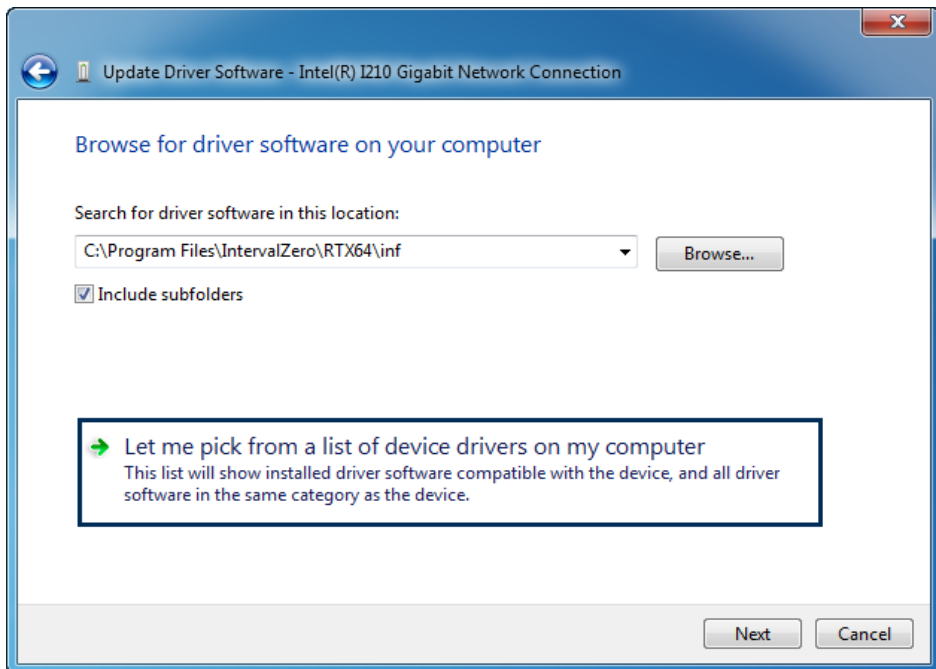 Update Driver Software - Intel(R) I210 Gigabit Network Connection
Browse for driver software on your computer
Search for driver software in this location:
C:\Program Files\IntervalZero\RTX64\inf
Browse...
Include subfolders
Let me pick from a list of device drivers on my computer
This list will show installed driver software compatible with the device, and all driver
software in the same category as the device.
Next
Cancel